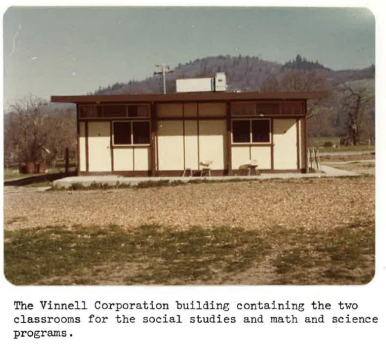 The Vinnell Corporation building containing the two
classrooms for the social studies and math and science
programs.